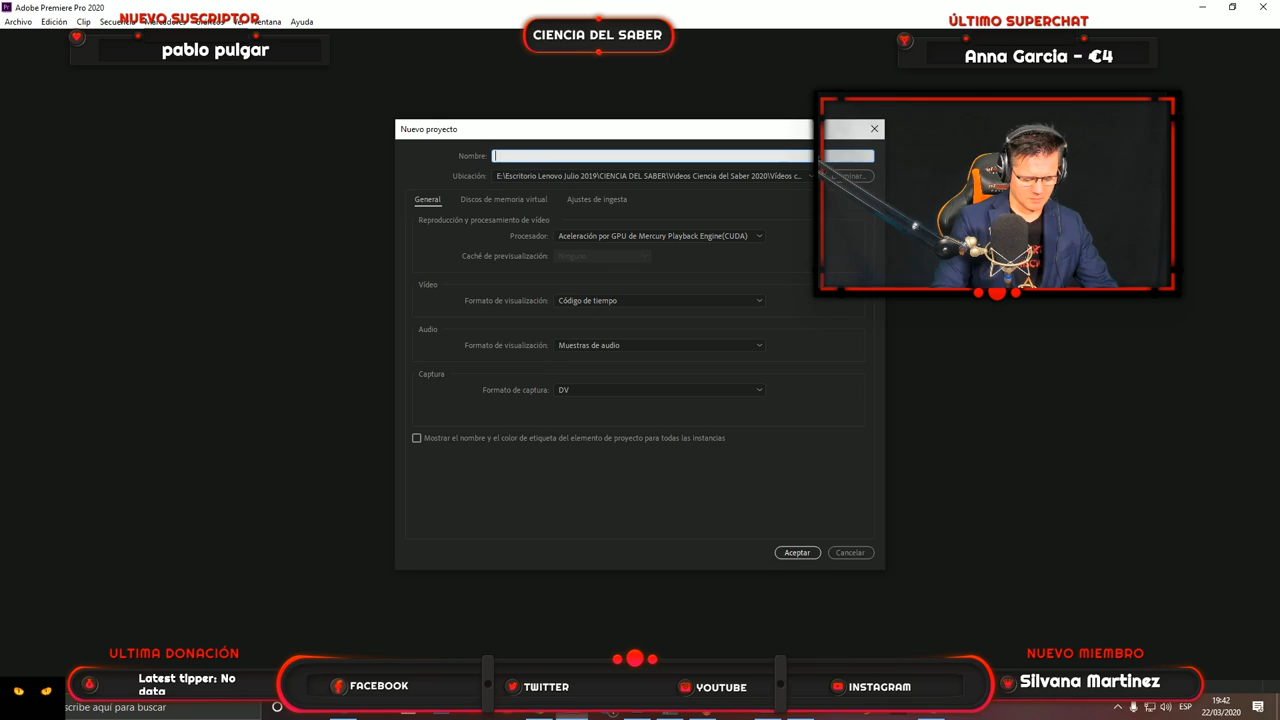 Adobe Premiere Pro 2020
Archivo Edición Clip Ventana Ayuda
NUEVO SUSCRIPTOR
pablo pulgar
CIENCIA DEL SABER
ÚLTIMO SUPERCHAT
Anna Garcia - €4
Nuevo proyecto
Nombre:
Ubicación: E:\Escritorio Lenovo Julio 2019\CIENCIA DEL SABER\Videos Ciencia del Saber 2020\Vídeos c...
General Discos de memoria virtual Ajustes de ingesta
Reproducción y procesamiento de vídeo
Procesador: Aceleración por GPU de Mercury Playback Engine(CUDA)
Caché de previsualización: Ninguno
Vídeo
Formato de visualización: Código de tiempo
Audio
Formato de visualización: Muestras de audio
Captura
Formato de captura: DV
Mostrar el nombre y el color de etiqueta del elemento de proyecto para todas las instancias
Aceptar Cancelar
ULTIMA DONACIÓN
Latest tipper: No
data
FACEBOOK TWITTER YOUTUBE INSTAGRAM
NUEVO MIEMBRO
Silvana Martinez
scribe aquí para buscar
ESP
19:42
22/03/2020